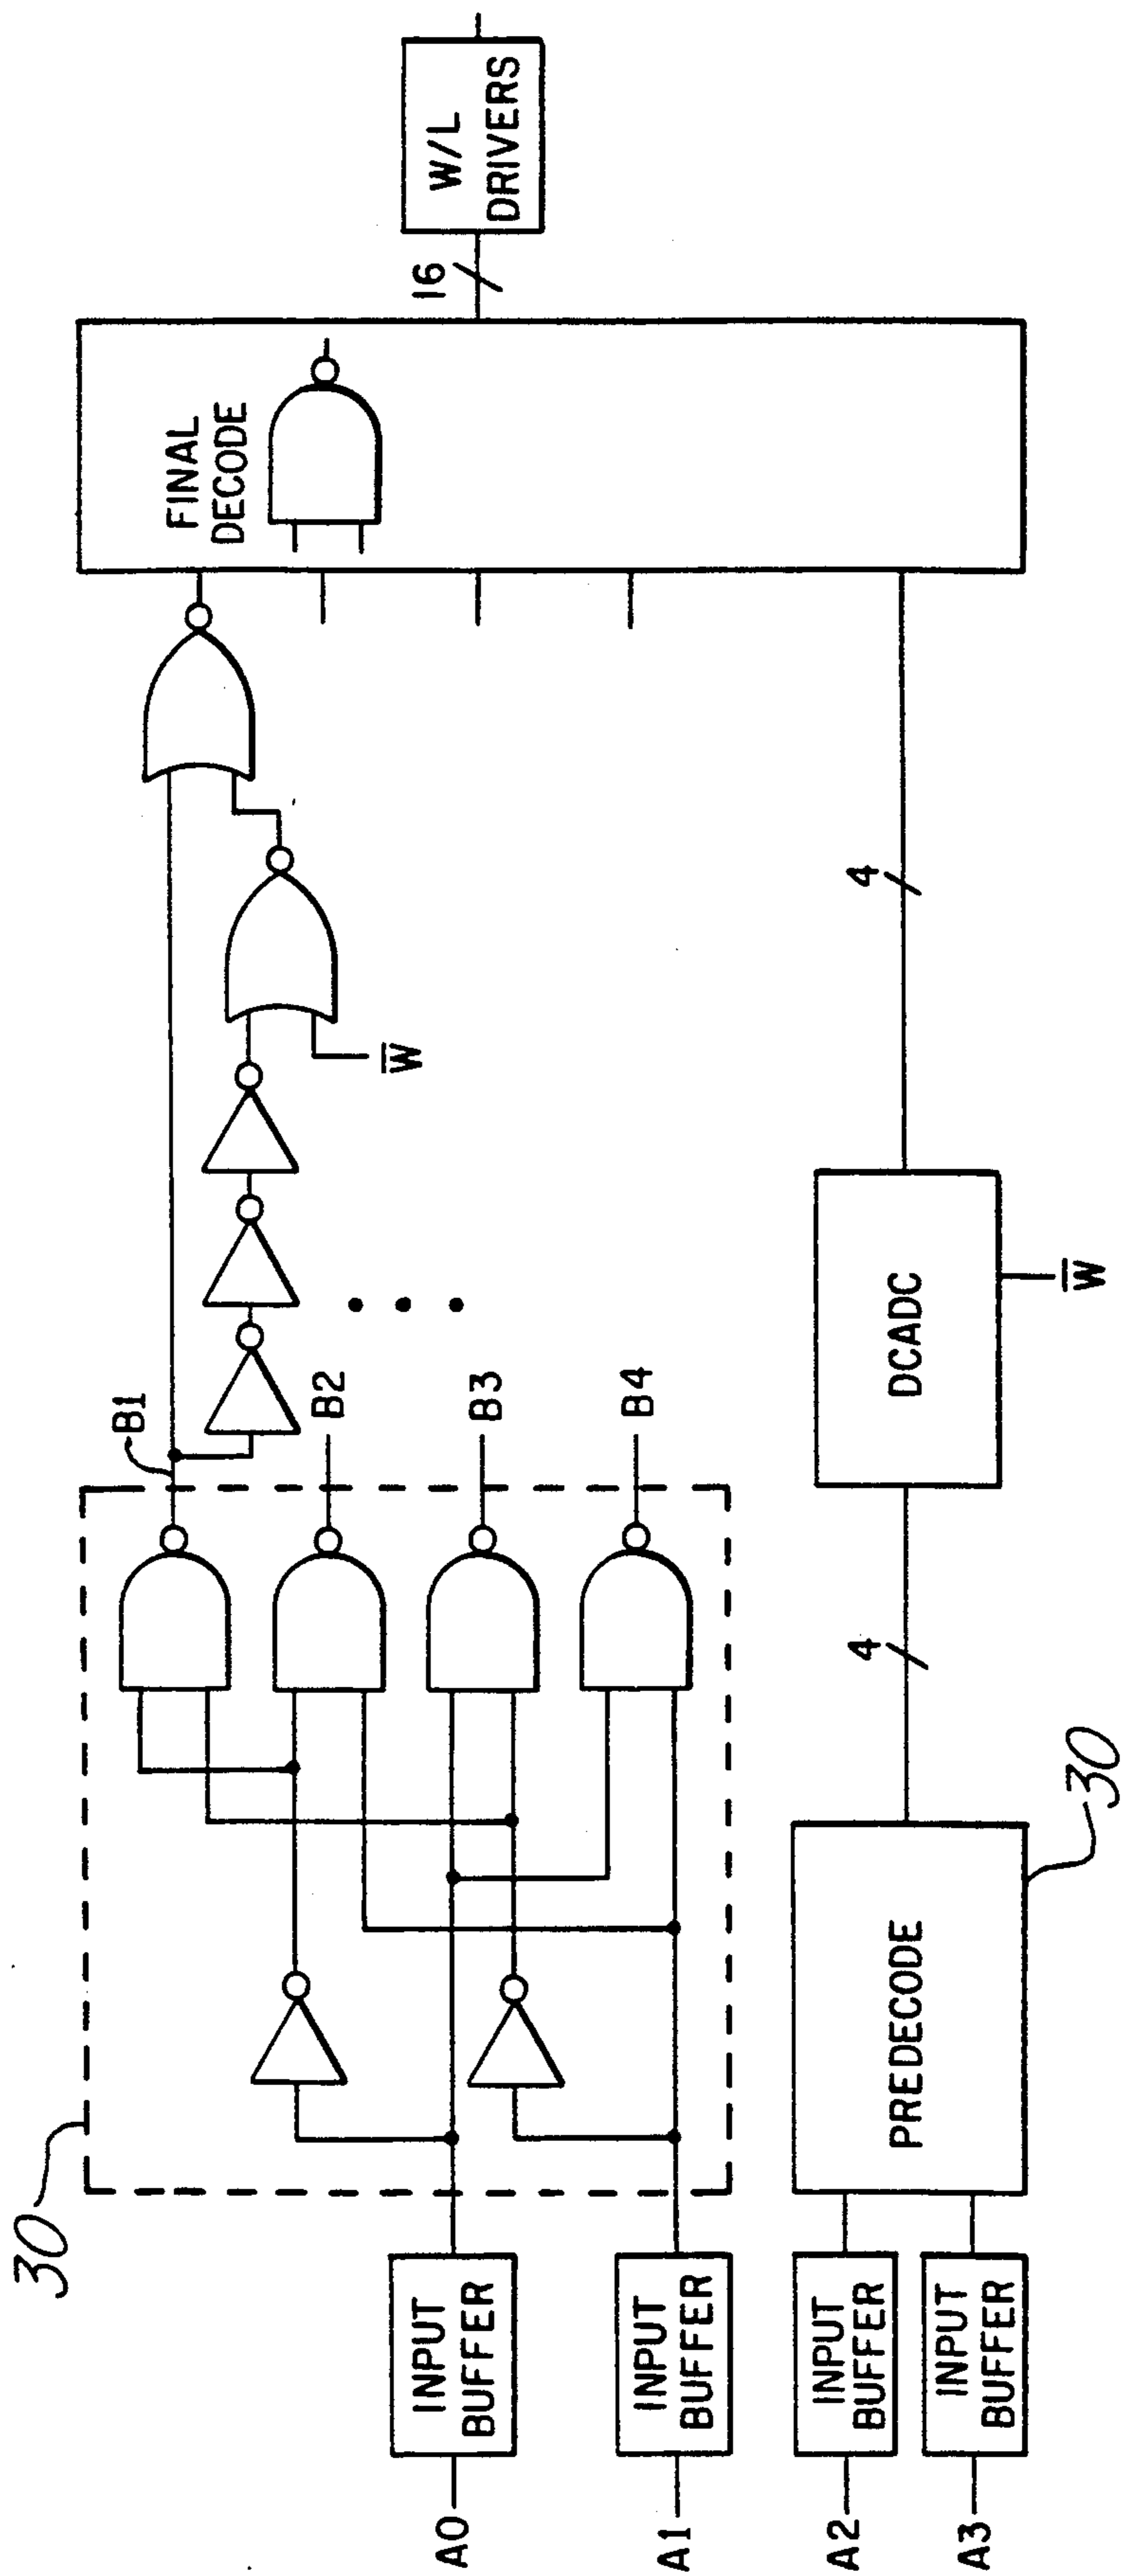 30
A0
INPUT
BUFFER
A1
INPUT
BUFFER
A2
INPUT
BUFFER
A3
INPUT
BUFFER
B1
B2
B3
B4
W̅
FINAL
DECODE
16
W/L
DRIVERS
PREDECODE
30
4
DCADC
W̅
4